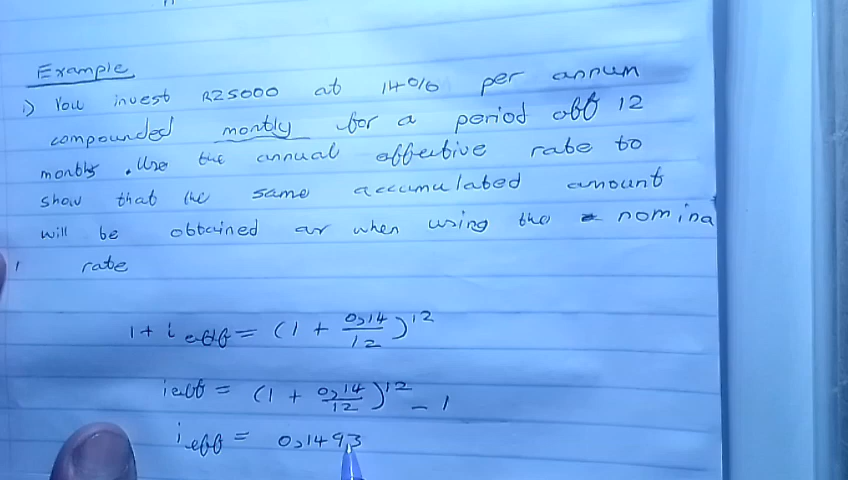 Example
i) You invest R25000 at 14% per annum
compounded montly for a period off 12
months. Use the annual effective rate to
show that the same accumulated amount
will be obtained ar when using the nomina
l rate
1 + i eff = (1 + 0,14/12)^12
ieff = (1 + 0,14/12)^12 - 1
i eff = 0,1493